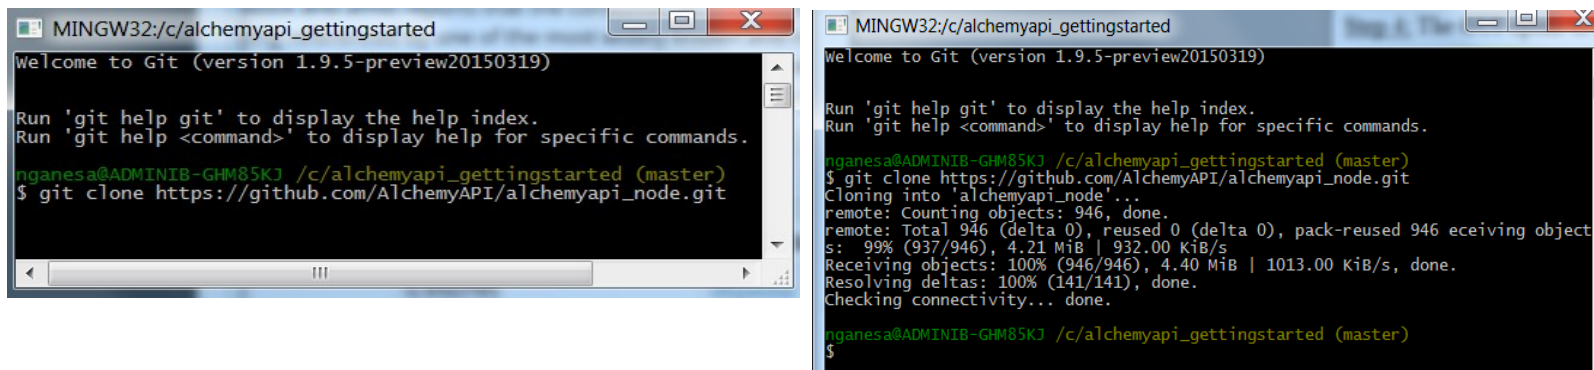 MINGW32:/c/alchemyapi_gettingstarted
Welcome to Git (version 1.9.5-preview20150319)
Run 'git help git' to display the help index.
Run 'git help <command>' to display help for specific commands.
nganesa@ADMINIB-GHM85KJ /c/alchemyapi_gettingstarted (master)
$ git clone https://github.com/AlchemyAPI/alchemyapi_node.git
MINGW32:/c/alchemyapi_gettingstarted
Welcome to Git (version 1.9.5-preview20150319)
Run 'git help git' to display the help index.
Run 'git help <command>' to display help for specific commands.
nganesa@ADMINIB-GHM85KJ /c/alchemyapi_gettingstarted (master)
$ git clone https://github.com/AlchemyAPI/alchemyapi_node.git
Cloning into 'alchemyapi_node'...
remote: Counting objects: 946, done.
remote: Total 946 (delta 0), reused 0 (delta 0), pack-reused 946 eceiving object
s:  99% (937/946), 4.21 MiB | 932.00 KiB/s
Receiving objects: 100% (946/946), 4.40 MiB | 1013.00 KiB/s, done.
Resolving deltas: 100% (141/141), done.
Checking connectivity... done.
nganesa@ADMINIB-GHM85KJ /c/alchemyapi_gettingstarted (master)
$